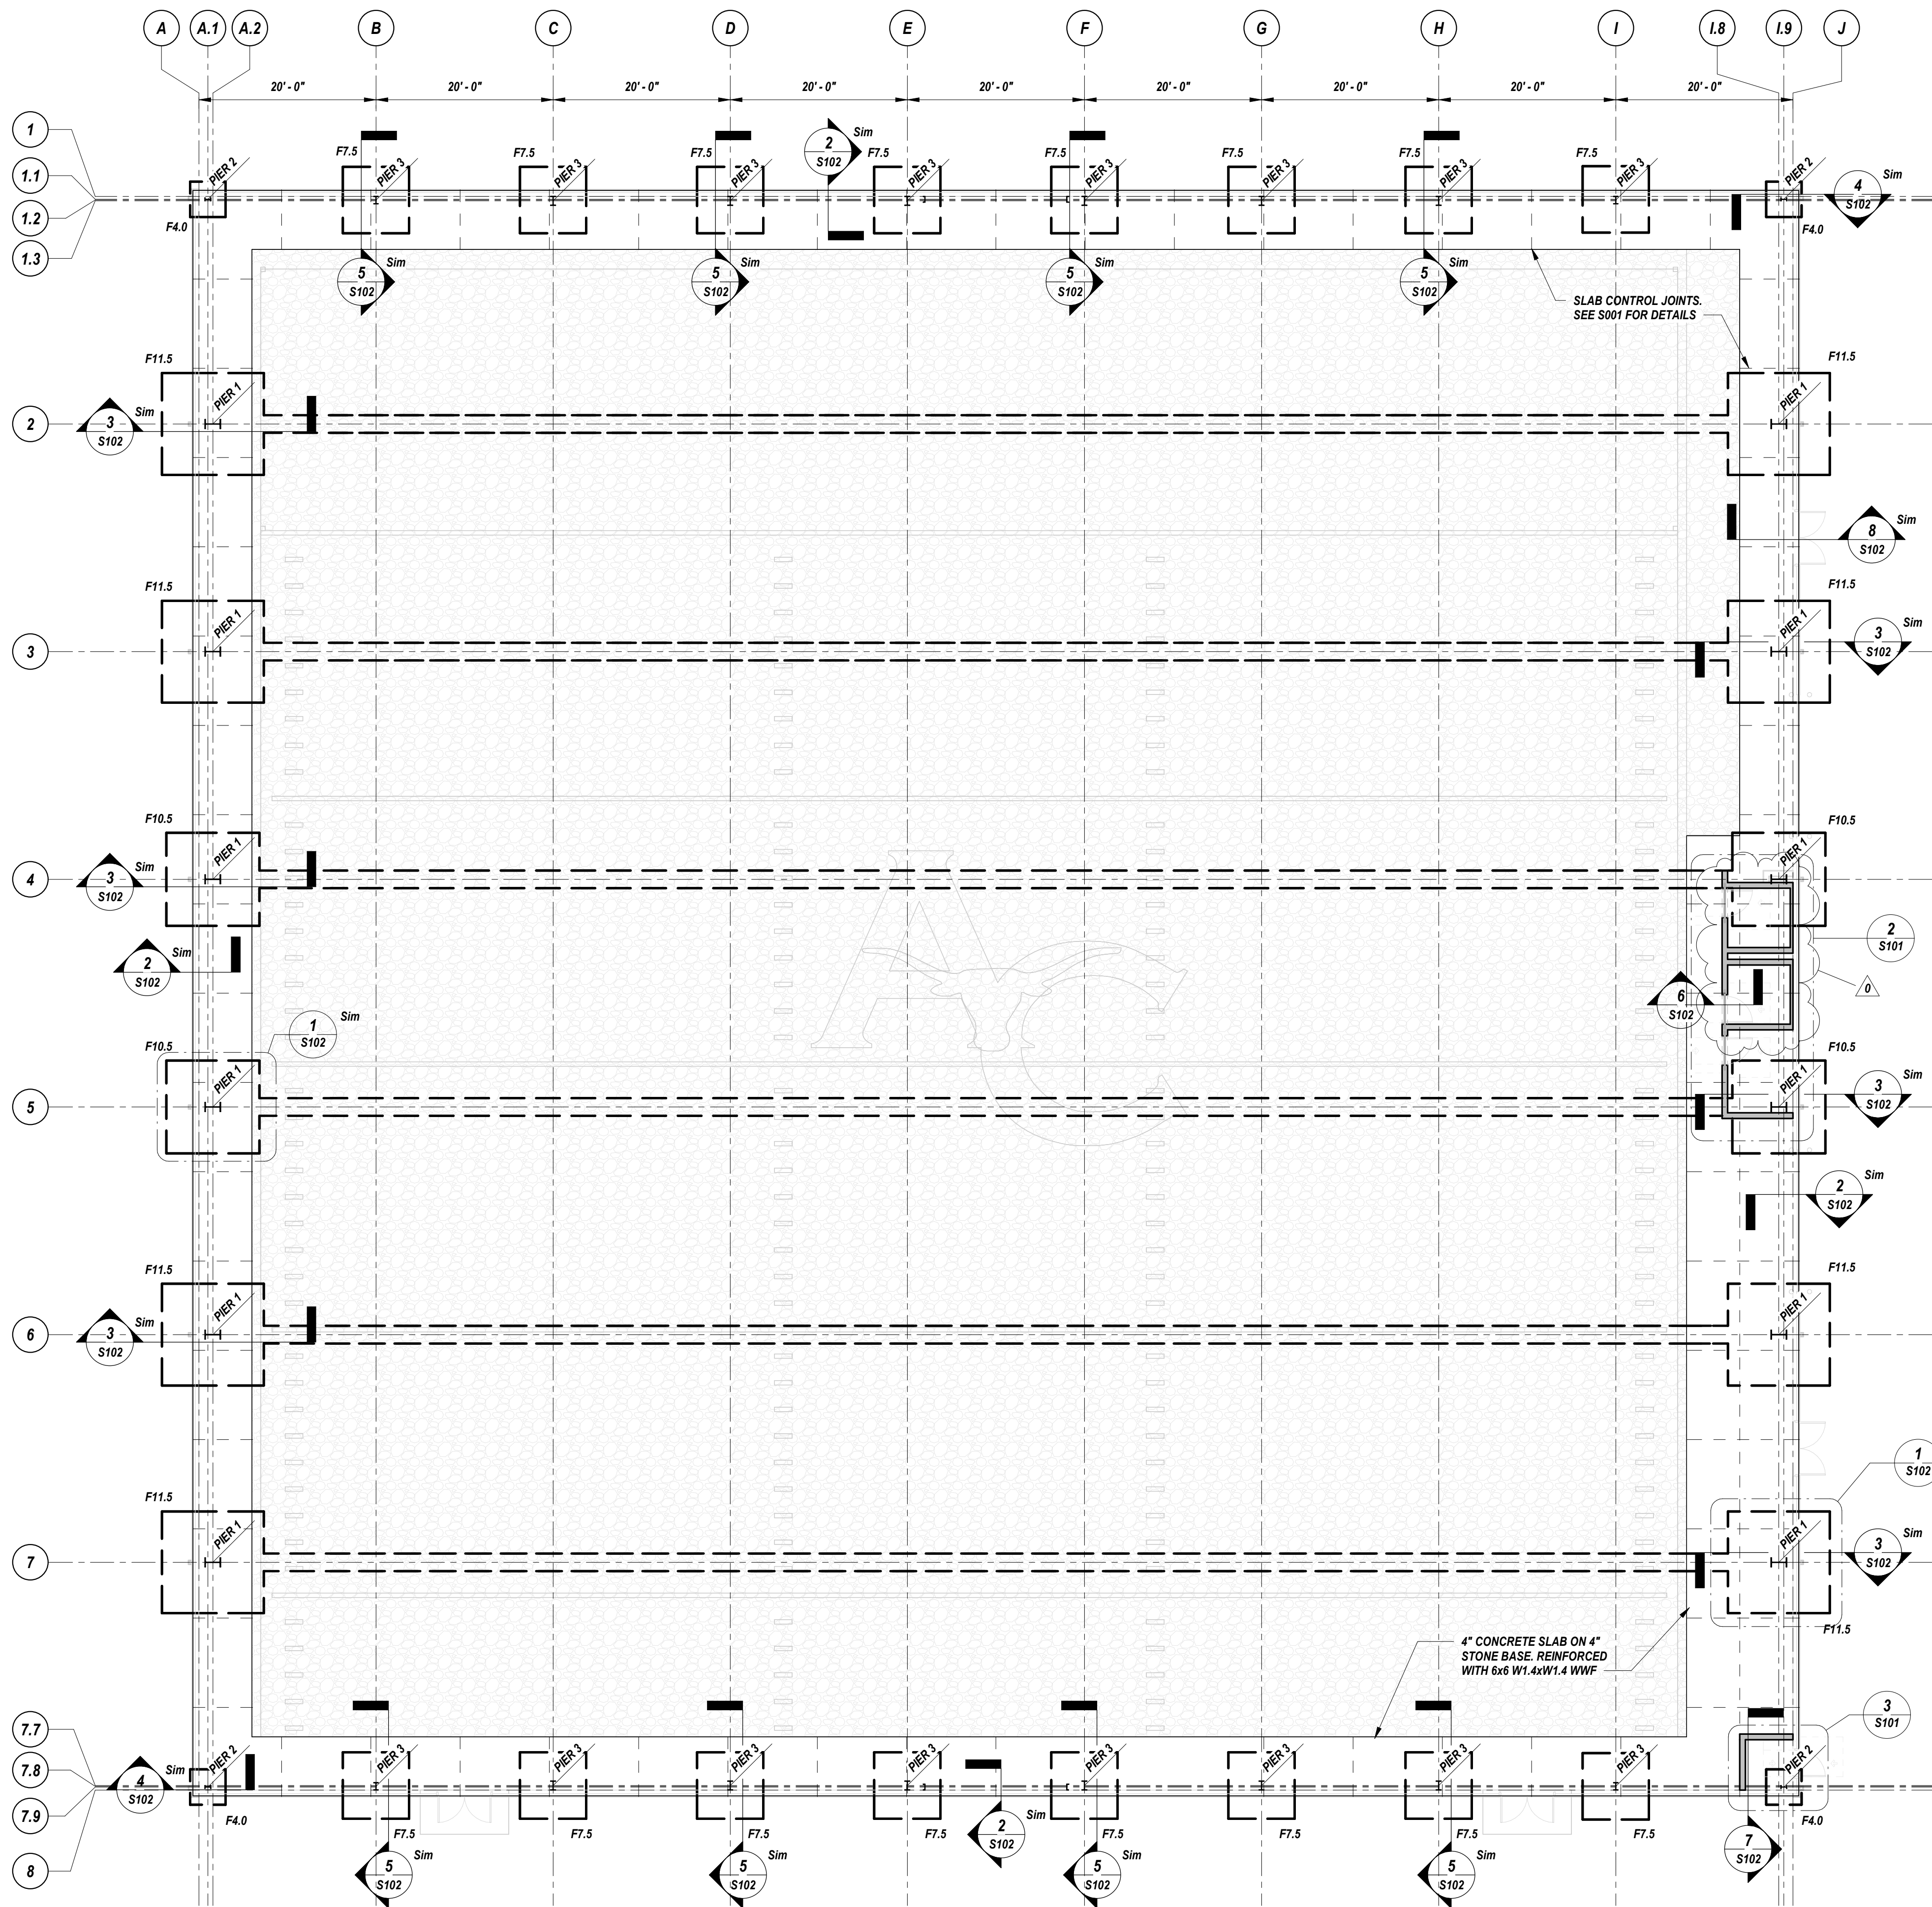 A
A.1
A.2
B
C
D
E
F
G
H
I
I.8
I.9
J
20' - 0"
20' - 0"
20' - 0"
20' - 0"
20' - 0"
20' - 0"
20' - 0"
20' - 0"
20' - 0"
1
1.1
1.2
1.3
2
S102
Sim
F7.5
F7.5
F7.5
F7.5
F7.5
F7.5
F7.5
F7.5
PIER 2
PIER 3
PIER 3
PIER 3
PIER 3
PIER 3
PIER 3
PIER 3
PIER 3
PIER 2
4
S102
Sim
F4.0
F4.0
5
S102
Sim
5
S102
Sim
5
S102
Sim
5
S102
Sim
SLAB CONTROL JOINTS.
SEE S001 FOR DETAILS
F11.5
F11.5
PIER 1
PIER 1
2
3
S102
Sim
8
S102
Sim
F11.5
F11.5
PIER 1
PIER 1
3
3
S102
Sim
F10.5
F10.5
PIER 1
PIER 1
4
3
S102
Sim
2
S101
2
S102
Sim
0
6
S102
A
C
1
S102
Sim
F10.5
F10.5
PIER 1
PIER 1
5
3
S102
Sim
2
S102
Sim
F11.5
F11.5
PIER 1
PIER 1
6
3
S102
Sim
1
S102
F11.5
PIER 1
PIER 1
7
3
S102
Sim
F11.5
4" CONCRETE SLAB ON 4"
STONE BASE. REINFORCED
WITH 6x6 W1.4xW1.4 WWF
3
S101
7.7
7.8
7.9
8
4
S102
Sim
PIER 2
PIER 3
PIER 3
PIER 3
PIER 3
PIER 3
PIER 3
PIER 3
PIER 3
PIER 2
F4.0
F7.5
F7.5
F7.5
F7.5
F7.5
F7.5
F7.5
F7.5
F4.0
2
S102
Sim
7
S102
5
S102
Sim
5
S102
Sim
5
S102
Sim
5
S102
Sim